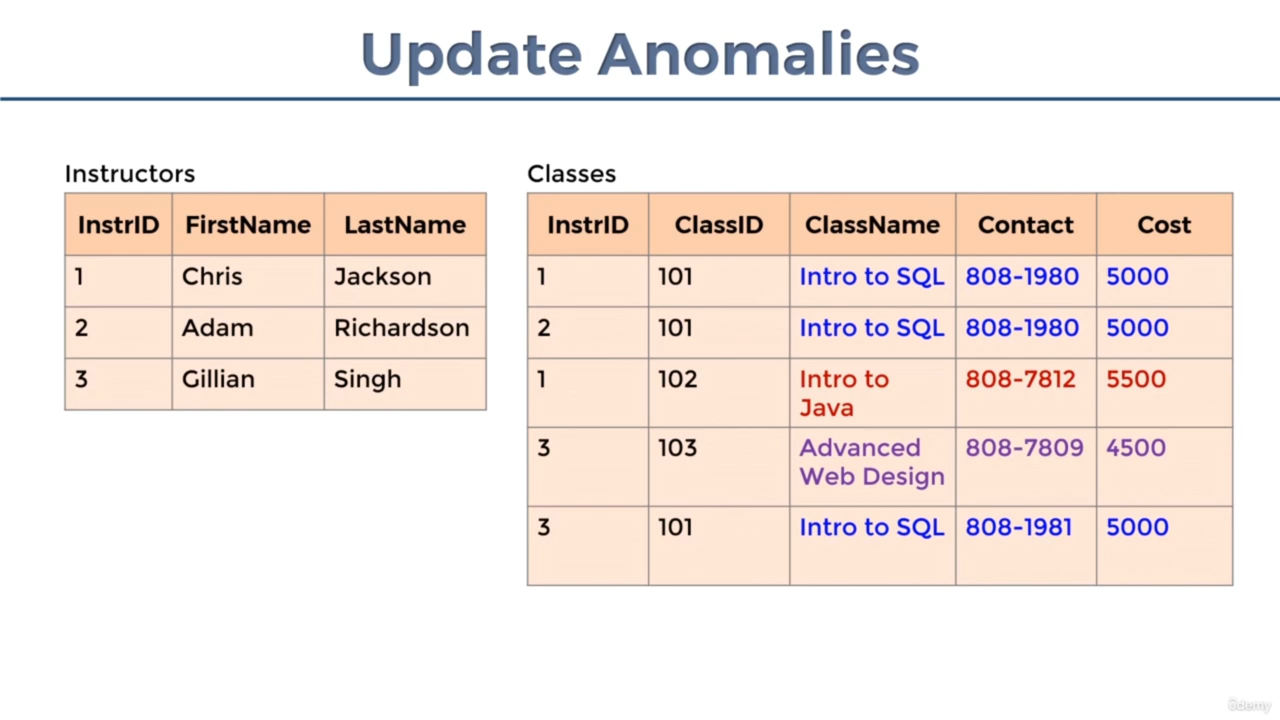 Update Anomalies
Instructors
InstrID FirstName LastName
1 Chris Jackson
2 Adam Richardson
3 Gillian Singh
Classes
InstrID ClassID ClassName Contact Cost
1 101 Intro to SQL 808-1980 5000
2 101 Intro to SQL 808-1980 5000
1 102 Intro to 808-7812 5500
Java
3 103 Advanced 808-7809 4500
Web Design
3 101 Intro to SQL 808-1981 5000
ûdemy